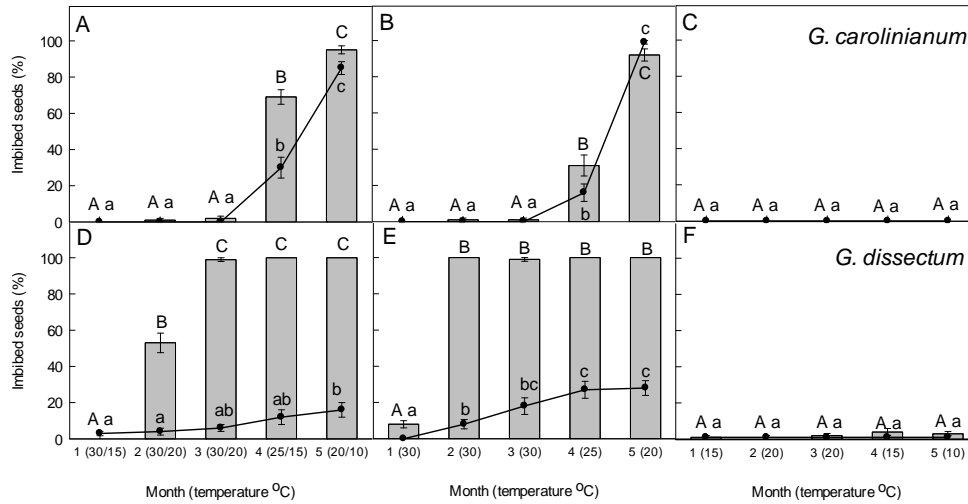 A
B
C
G. carolinianum
Imbibed seeds (%)
100
80
60
40
20
0
A a
A a
A a
B
b
C
c
A a
A a
A a
B
b
c
C
A a
A a
A a
A a
A a
D
E
F
G. dissectum
Imbibed seeds (%)
100
80
60
40
20
0
A a
B
a
C
ab
C
ab
C
b
A a
B
b
B
bc
B
c
B
c
A a
A a
A a
A a
A a
1 (30/15) 2 (30/20) 3 (30/20) 4 (25/15) 5 (20/10)
1 (30) 2 (30) 3 (30) 4 (25) 5 (20)
1 (15) 2 (20) 3 (20) 4 (15) 5 (10)
Month (temperature ºC)
Month (temperature ºC)
Month (temperature ºC)